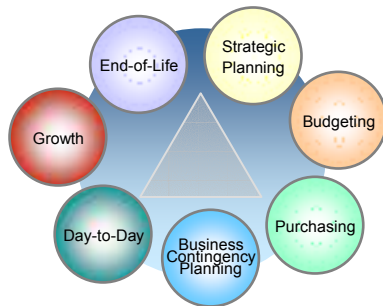 Strategic
Planning
End-of-Life
Budgeting
Growth
Purchasing
Day-to-Day
Business
Contingency
Planning